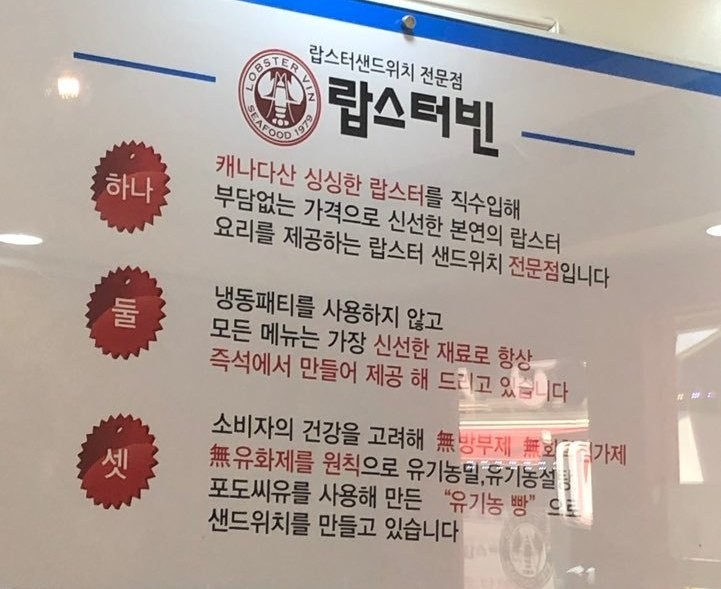 랍스터샌드위치 전문점
LOBSTER VIN
SEAFOOD 1979
랍스터빈
하나
캐나다산 싱싱한 랍스터를 직수입해
부담없는 가격으로 신선한 본연의 랍스터
요리를 제공하는 랍스터 샌드위치 전문점입니다
둘
냉동패티를 사용하지 않고
모든 메뉴는 가장 신선한 재료로 항상
즉석에서 만들어 제공 해 드리고 있습니다
셋
소비자의 건강을 고려해 無방부제 無화학첨가제
無유화제를 원칙으로 유기농밀,유기농설탕
포도씨유를 사용해 만든 “유기농 빵” 으로
샌드위치를 만들고 있습니다